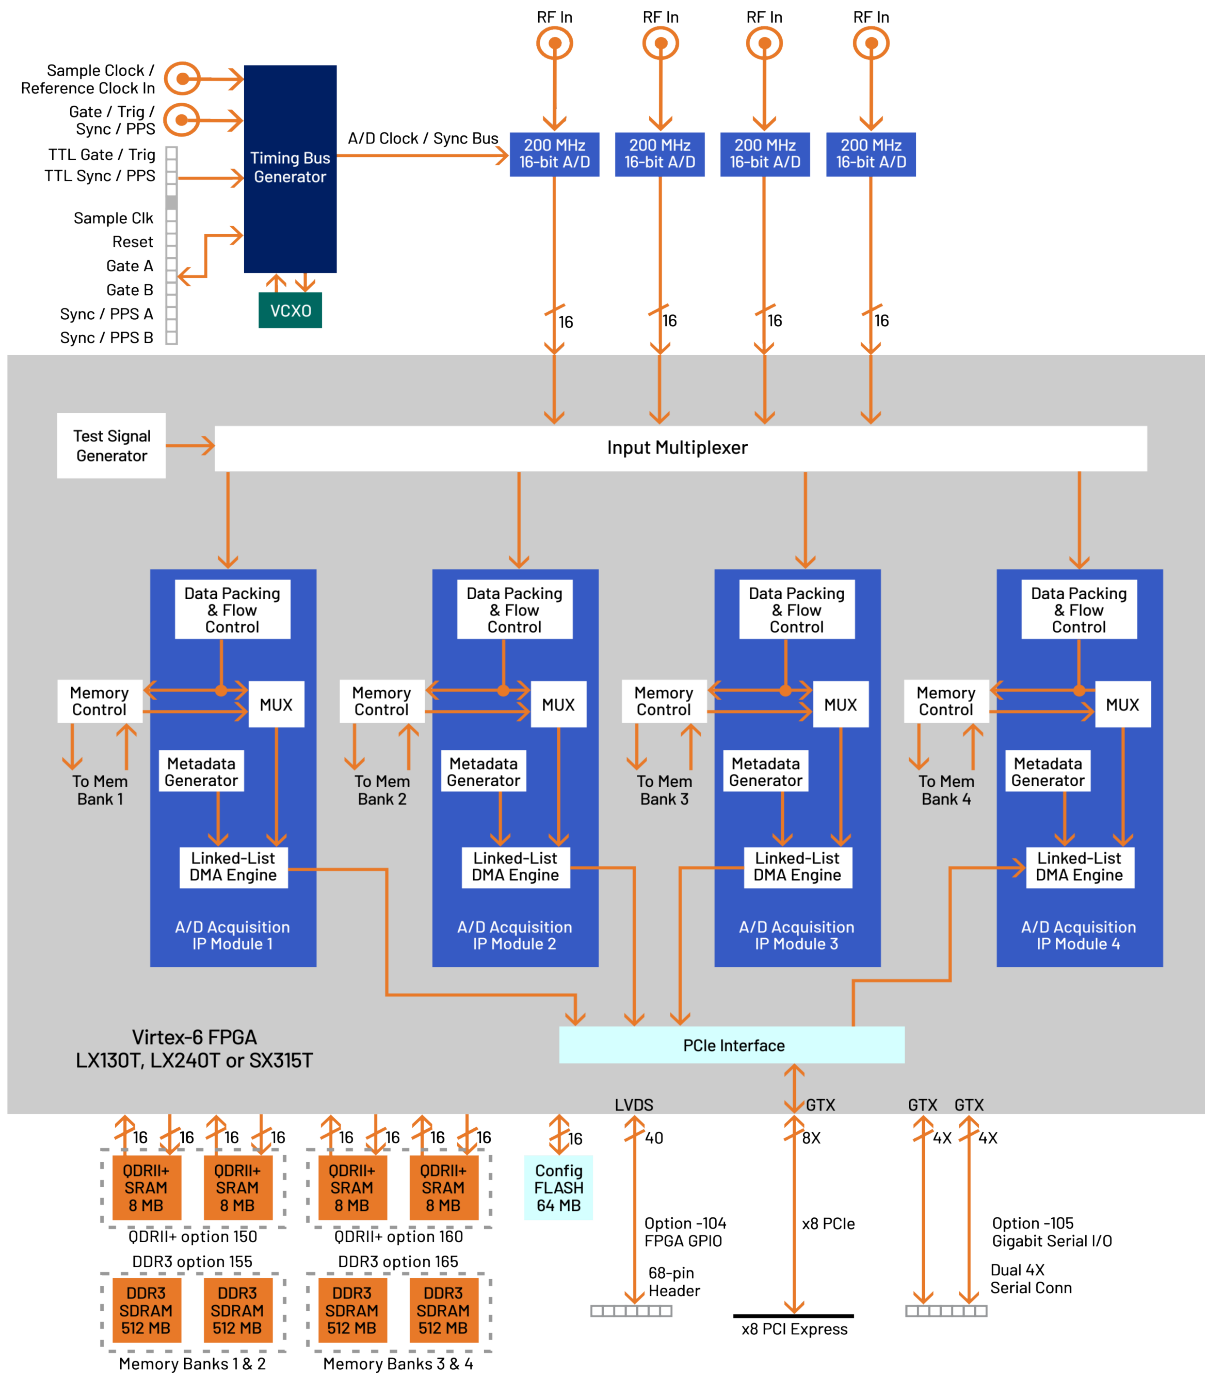 RF In
RF In
RF In
RF In
Sample Clock /
Reference Clock In
Gate / Trig /
Sync / PPS
TTL Gate / Trig
TTL Sync / PPS
Sample Clk
Reset
Gate A
Gate B
Sync / PPS A
Sync / PPS B
Timing Bus
Generator
VCXO
A/D Clock / Sync Bus
200 MHz
16-bit A/D
200 MHz
16-bit A/D
200 MHz
16-bit A/D
200 MHz
16-bit A/D
16
16
16
16
Test Signal
Generator
Input Multiplexer
Data Packing
& Flow
Control
Memory
Control
MUX
Metadata
Generator
To Mem
Bank 1
Linked-List
DMA Engine
A/D Acquisition
IP Module 1
Data Packing
& Flow
Control
Memory
Control
MUX
Metadata
Generator
To Mem
Bank 2
Linked-List
DMA Engine
A/D Acquisition
IP Module 2
Data Packing
& Flow
Control
Memory
Control
MUX
Metadata
Generator
To Mem
Bank 3
Linked-List
DMA Engine
A/D Acquisition
IP Module 3
Data Packing
& Flow
Control
Memory
Control
MUX
Metadata
Generator
To Mem
Bank 4
Linked-List
DMA Engine
A/D Acquisition
IP Module 4
Virtex-6 FPGA
LX130T, LX240T or SX315T
PCIe Interface
LVDS
GTX
GTX
GTX
16
16
16
16
16
16
16
16
16
40
8X
4X
4X
QDRII+
SRAM
8 MB
QDRII+
SRAM
8 MB
QDRII+
SRAM
8 MB
QDRII+
SRAM
8 MB
Config
FLASH
64 MB
QDRII+ option 150
QDRII+ option 160
DDR3 option 155
DDR3 option 165
DDR3
SDRAM
512 MB
DDR3
SDRAM
512 MB
DDR3
SDRAM
512 MB
DDR3
SDRAM
512 MB
Memory Banks 1 & 2
Memory Banks 3 & 4
Option -104
FPGA GPIO
68-pin
Header
x8 PCIe
x8 PCI Express
Option -105
Gigabit Serial I/O
Dual 4X
Serial Conn